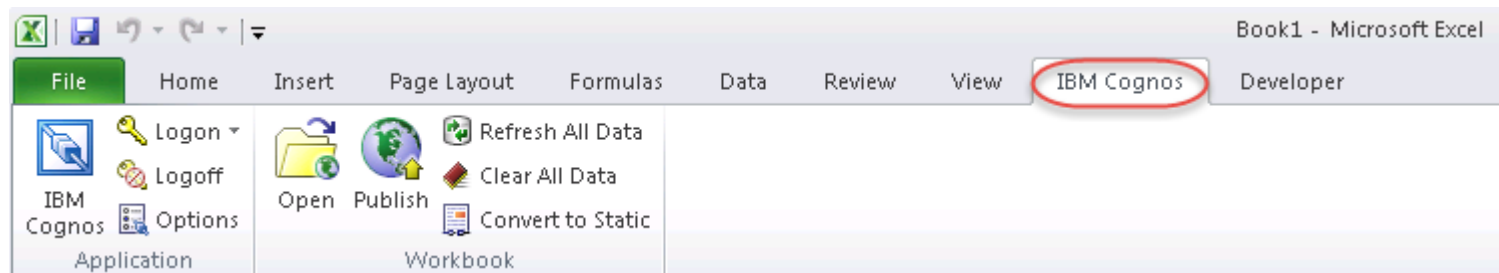 Book1 - Microsoft Excel
File Home Insert Page Layout Formulas Data Review View IBM Cognos Developer
IBM Cognos
Logon
Logoff
Options
Application
Open
Publish
Refresh All Data
Clear All Data
Convert to Static
Workbook